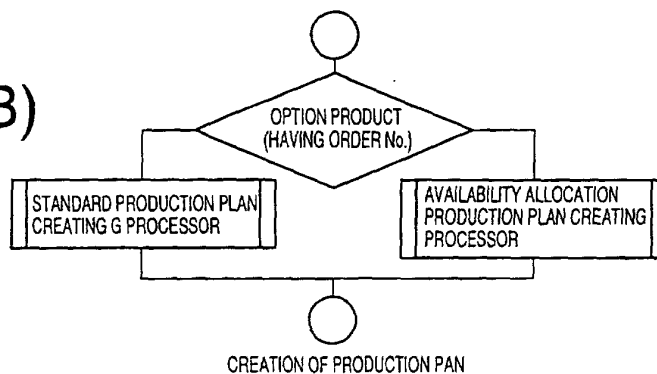 B)
OPTION PRODUCT
(HAVING ORDER No.)
STANDARD PRODUCTION PLAN
CREATING G PROCESSOR
AVAILABILITY ALLOCATION
PRODUCTION PLAN CREATING
PROCESSOR
CREATION OF PRODUCTION PAN